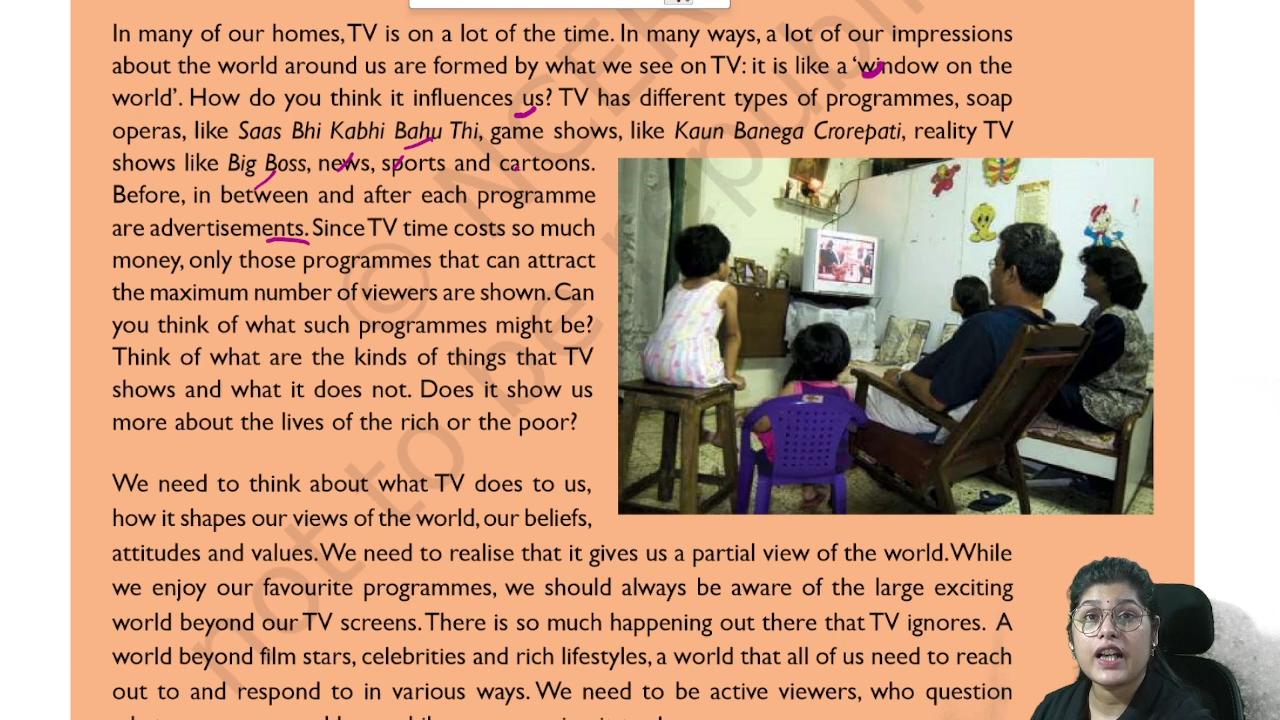 In many of our homes, TV is on a lot of the time. In many ways, a lot of our impressions
about the world around us are formed by what we see on TV: it is like a ‘window on the
world’. How do you think it influences us? TV has different types of programmes, soap
operas, like Saas Bhi Kabhi Bahu Thi, game shows, like Kaun Banega Crorepati, reality TV
shows like Big Boss, news, sports and cartoons.
Before, in between and after each programme
are advertisements. Since TV time costs so much
money, only those programmes that can attract
the maximum number of viewers are shown. Can
you think of what such programmes might be?
Think of what are the kinds of things that TV
shows and what it does not. Does it show us
more about the lives of the rich or the poor?
We need to think about what TV does to us,
how it shapes our views of the world, our beliefs,
attitudes and values. We need to realise that it gives us a partial view of the world. While
we enjoy our favourite programmes, we should always be aware of the large exciting
world beyond our TV screens. There is so much happening out there that TV ignores. A
world beyond film stars, celebrities and rich lifestyles, a world that all of us need to reach
out to and respond to in various ways. We need to be active viewers, who question
© NCER
not to be republi